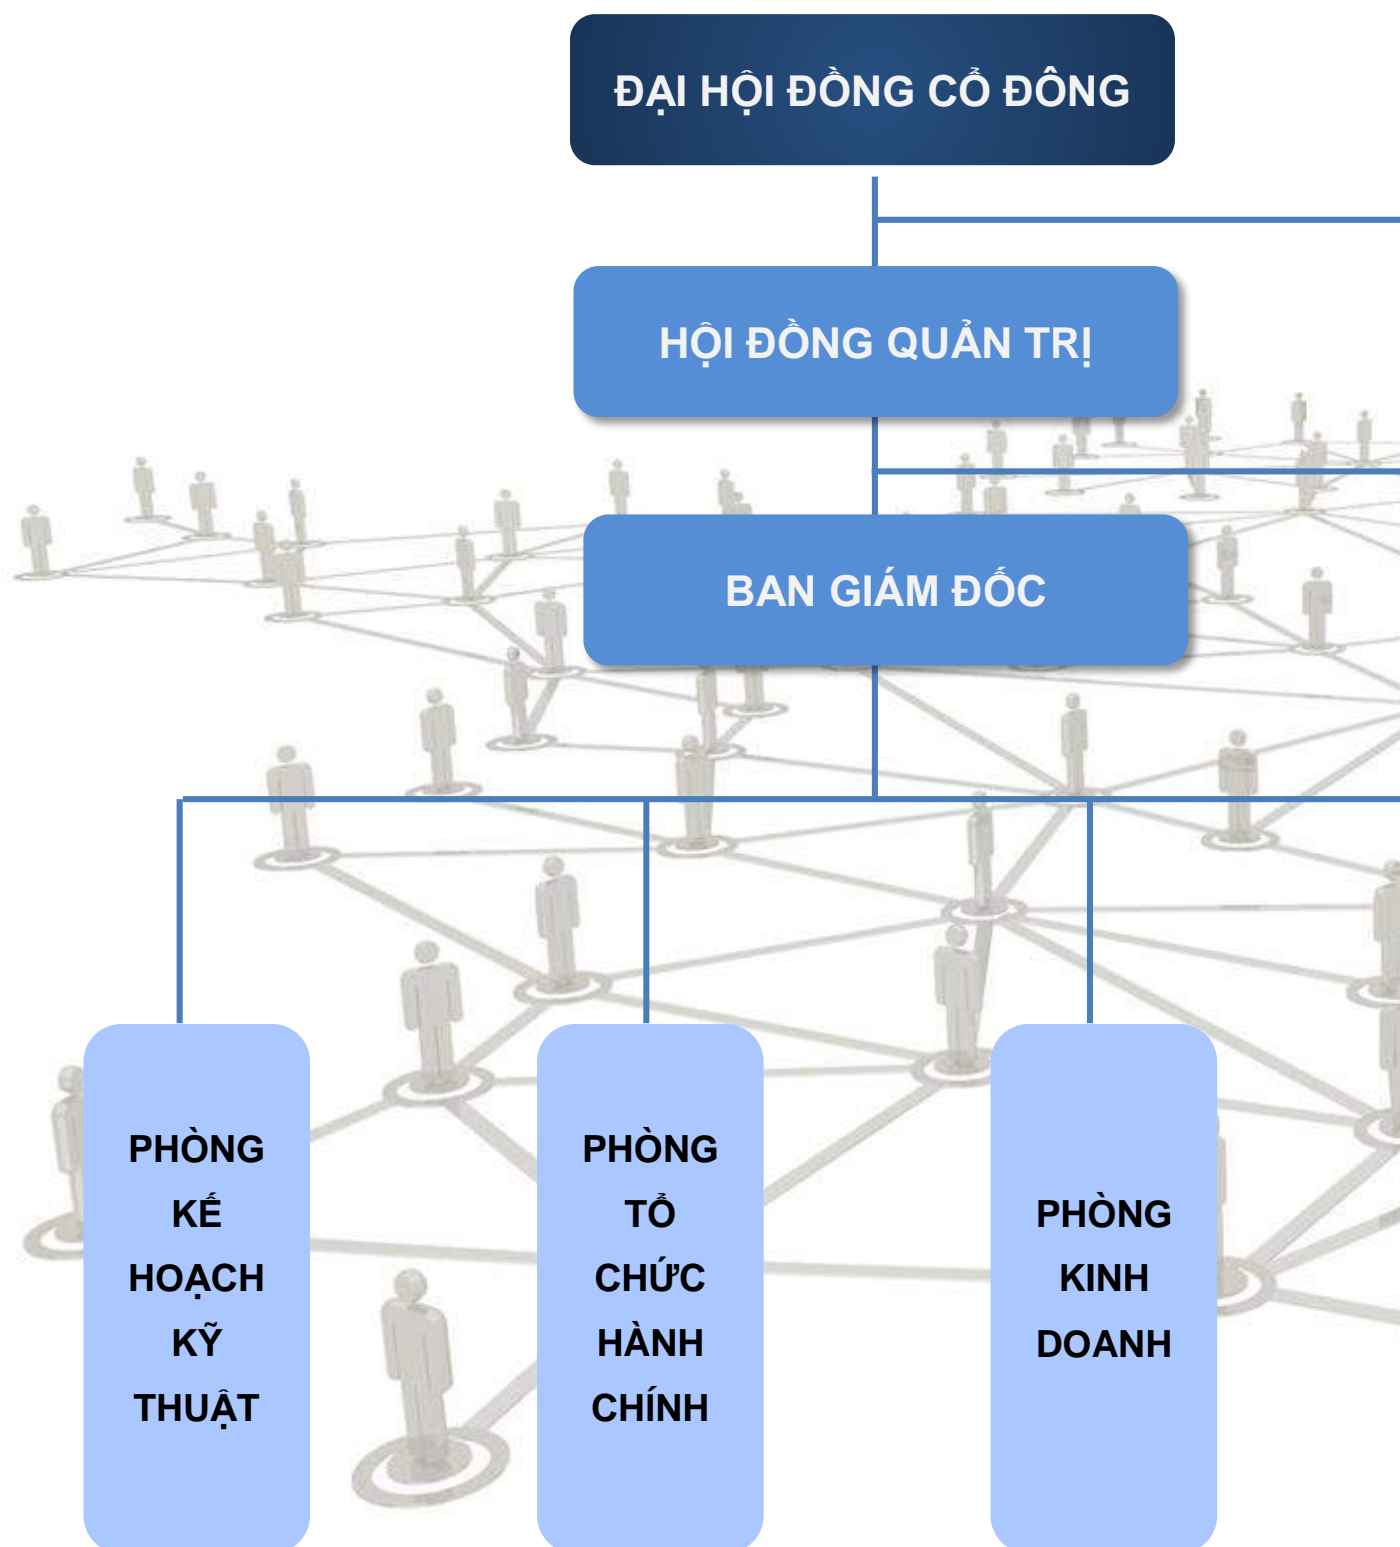 ĐẠI HỘI ĐỒNG CỔ ĐÔNG
HỘI ĐỒNG QUẢN TRỊ
BAN GIÁM ĐỐC
PHÒNG
KẾ
HOẠCH
KỸ
THUẬT
PHÒNG
TỔ
CHỨC
HÀNH
CHÍNH
PHÒNG
KINH
DOANH